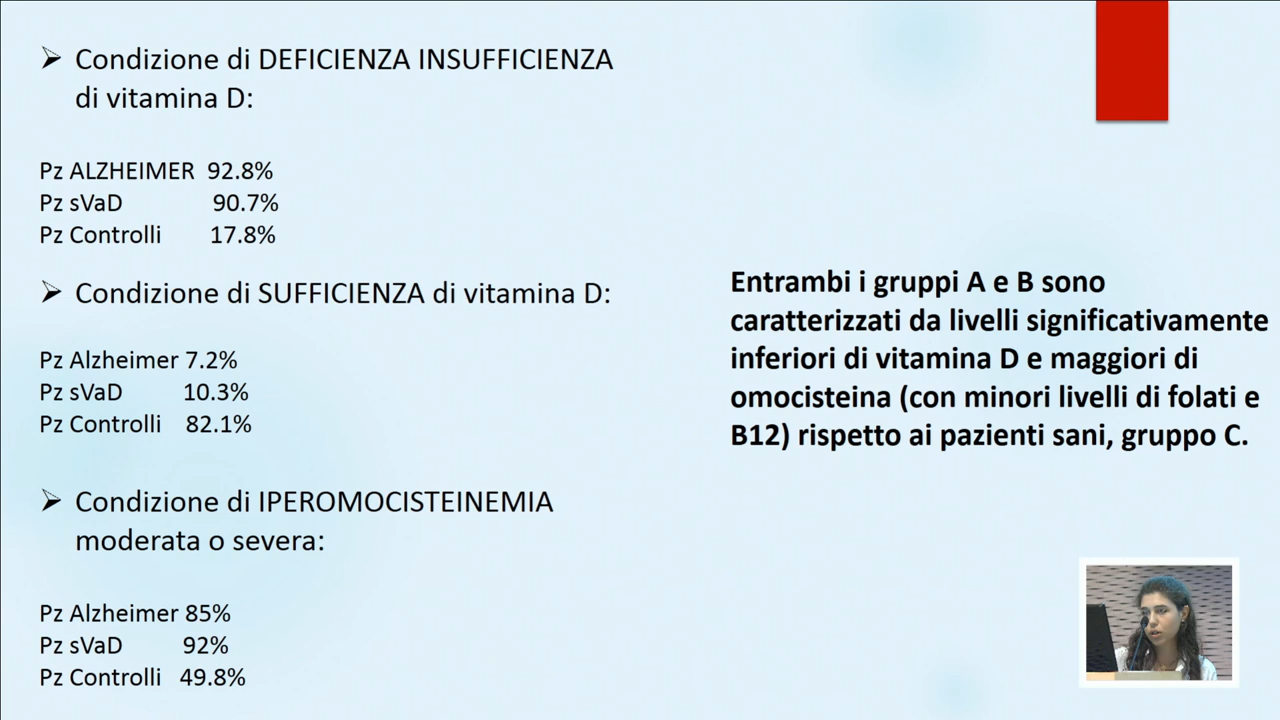 Condizione di DEFICIENZA INSUFFICIENZA
di vitamina D:
Pz ALZHEIMER 92.8%
Pz sVaD 90.7%
Pz Controlli 17.8%
Condizione di SUFFICIENZA di vitamina D:
Pz Alzheimer 7.2%
Pz sVaD 10.3%
Pz Controlli 82.1%
Condizione di IPEROMOCISTEINEMIA
moderata o severa:
Pz Alzheimer 85%
Pz sVaD 92%
Pz Controlli 49.8%
Entrambi i gruppi A e B sono
caratterizzati da livelli significativamente
inferiori di vitamina D e maggiori di
omocisteina (con minori livelli di folati e
B12) rispetto ai pazienti sani, gruppo C.